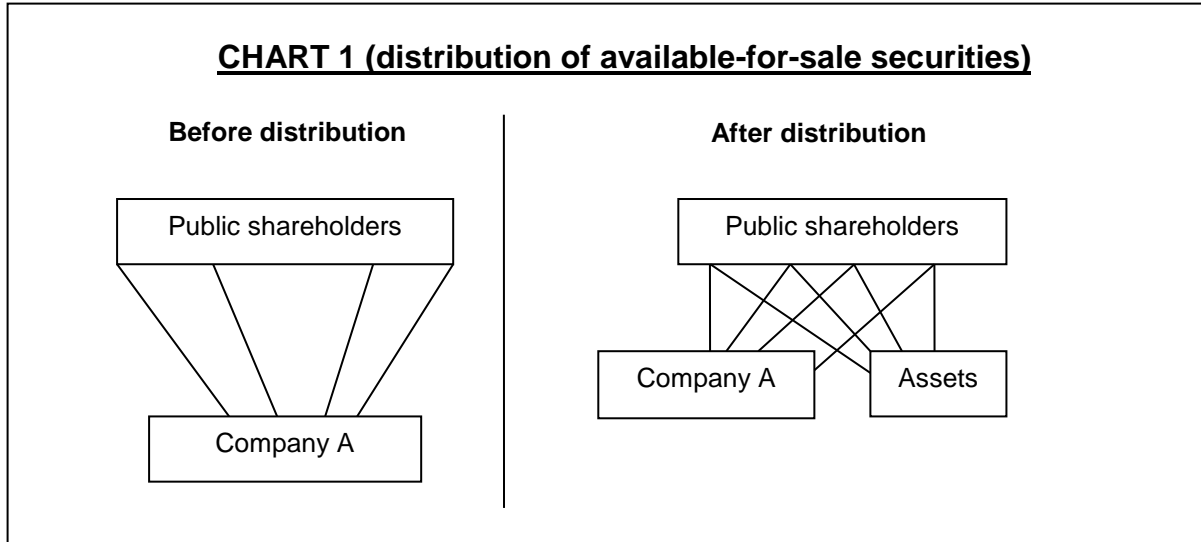 CHART 1 (distribution of available-for-sale securities)
Before distribution
Public shareholders
Company A
After distribution
Public shareholders
Company A
Assets